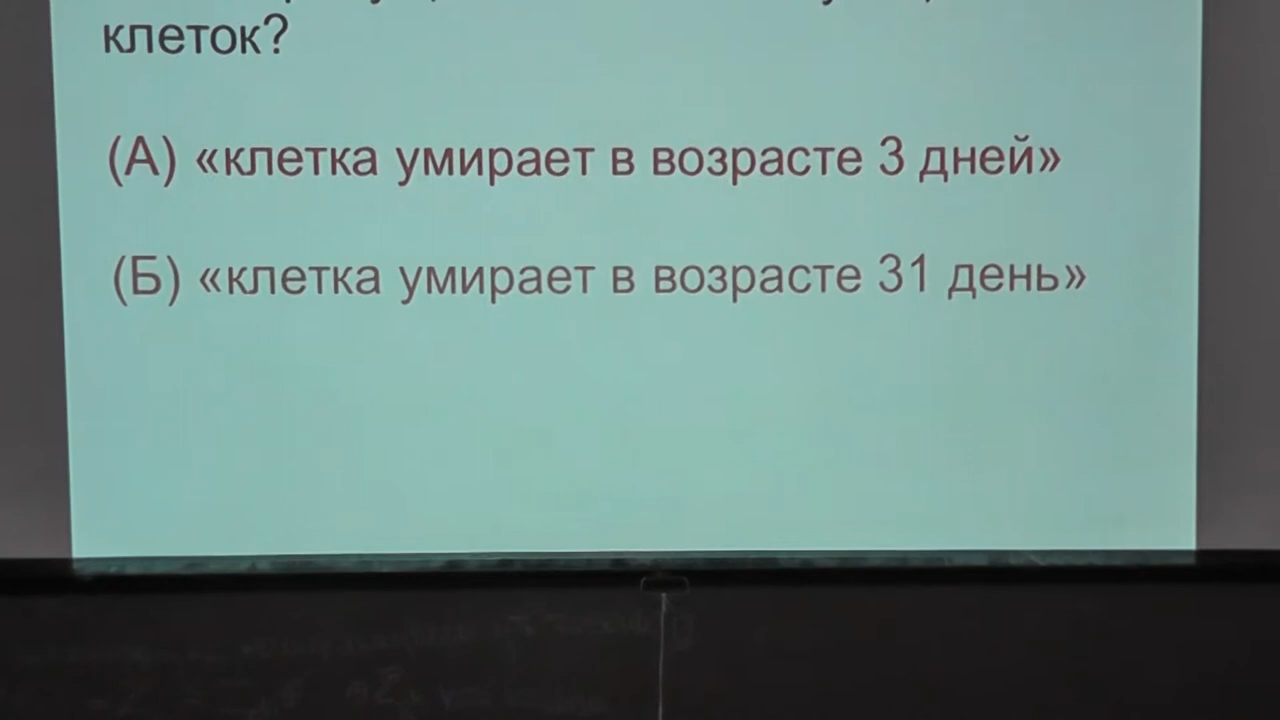 клеток?
(А) «клетка умирает в возрасте 3 дней»
(Б) «клетка умирает в возрасте 31 день»